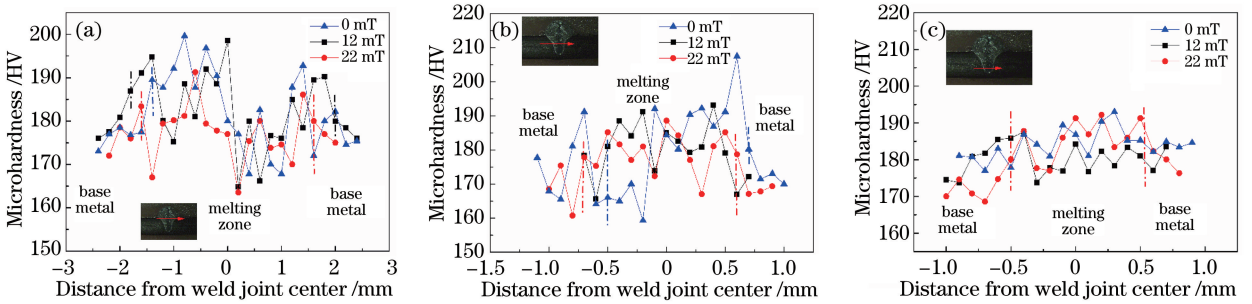 (a)
0 mT
12 mT
22 mT
Microhardness /HV
200
190
180
170
160
150
base
metal
melting
zone
base
metal
−3 −2 −1 0 1 2 3
Distance from weld joint center /mm
(b)
0 mT
12 mT
22 mT
Microhardness /HV
220
210
200
190
180
170
160
150
melting
zone
base
metal
base
metal
−1.5 −1.0 −0.5 0 0.5 1.0
Distance from weld joint center /mm
(c)
0 mT
12 mT
22 mT
Microhardness /HV
210
200
190
180
170
160
150
base
metal
melting
zone
base
metal
−1.0 −0.5 0 0.5 1.0
Distance from weld joint center /mm